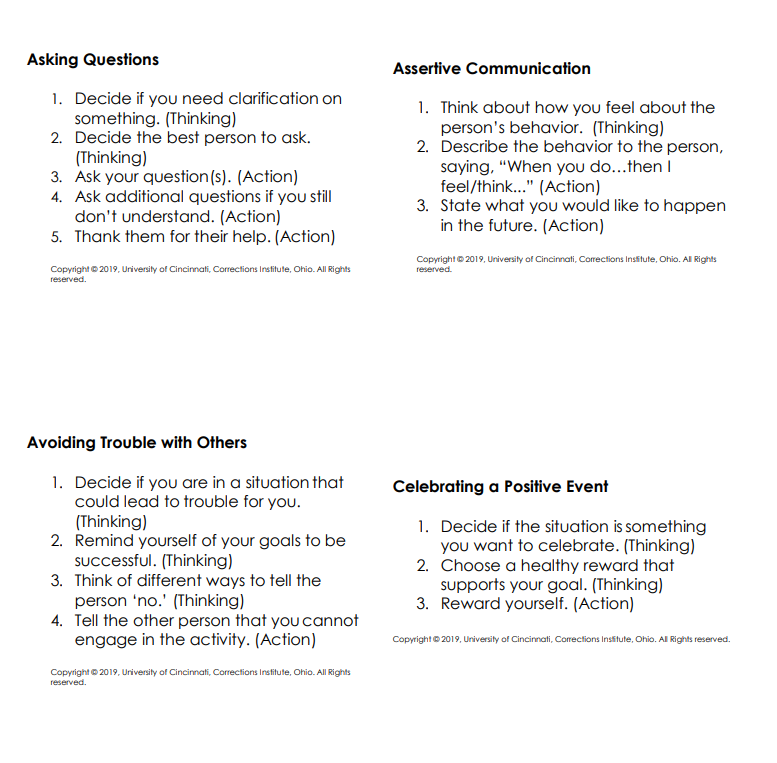 Asking Questions
1. Decide if you need clarification on
something. (Thinking)
2. Decide the best person to ask.
(Thinking)
3. Ask your question(s). (Action)
4. Ask additional questions if you still
don't understand. (Action)
5. Thank them for their help. (Action)
Copyright © 2019, University of Cincinnati, Corrections Institute, Ohio. All Rights
reserved.
Assertive Communication
1. Think about how you feel about the
person's behavior. (Thinking)
2. Describe the behavior to the person,
saying, “When you do…then I
feel/think...” (Action)
3. State what you would like to happen
in the future. (Action)
Copyright © 2019, University of Cincinnati, Corrections Institute, Ohio. All Rights
reserved.
Avoiding Trouble with Others
1. Decide if you are in a situation that
could lead to trouble for you.
(Thinking)
2. Remind yourself of your goals to be
successful. (Thinking)
3. Think of different ways to tell the
person ‘no.’ (Thinking)
4. Tell the other person that you cannot
engage in the activity. (Action)
Copyright © 2019, University of Cincinnati, Corrections Institute, Ohio. All Rights
reserved.
Celebrating a Positive Event
1. Decide if the situation is something
you want to celebrate. (Thinking)
2. Choose a healthy reward that
supports your goal. (Thinking)
3. Reward yourself. (Action)
Copyright © 2019, University of Cincinnati, Corrections Institute, Ohio. All Rights reserved.